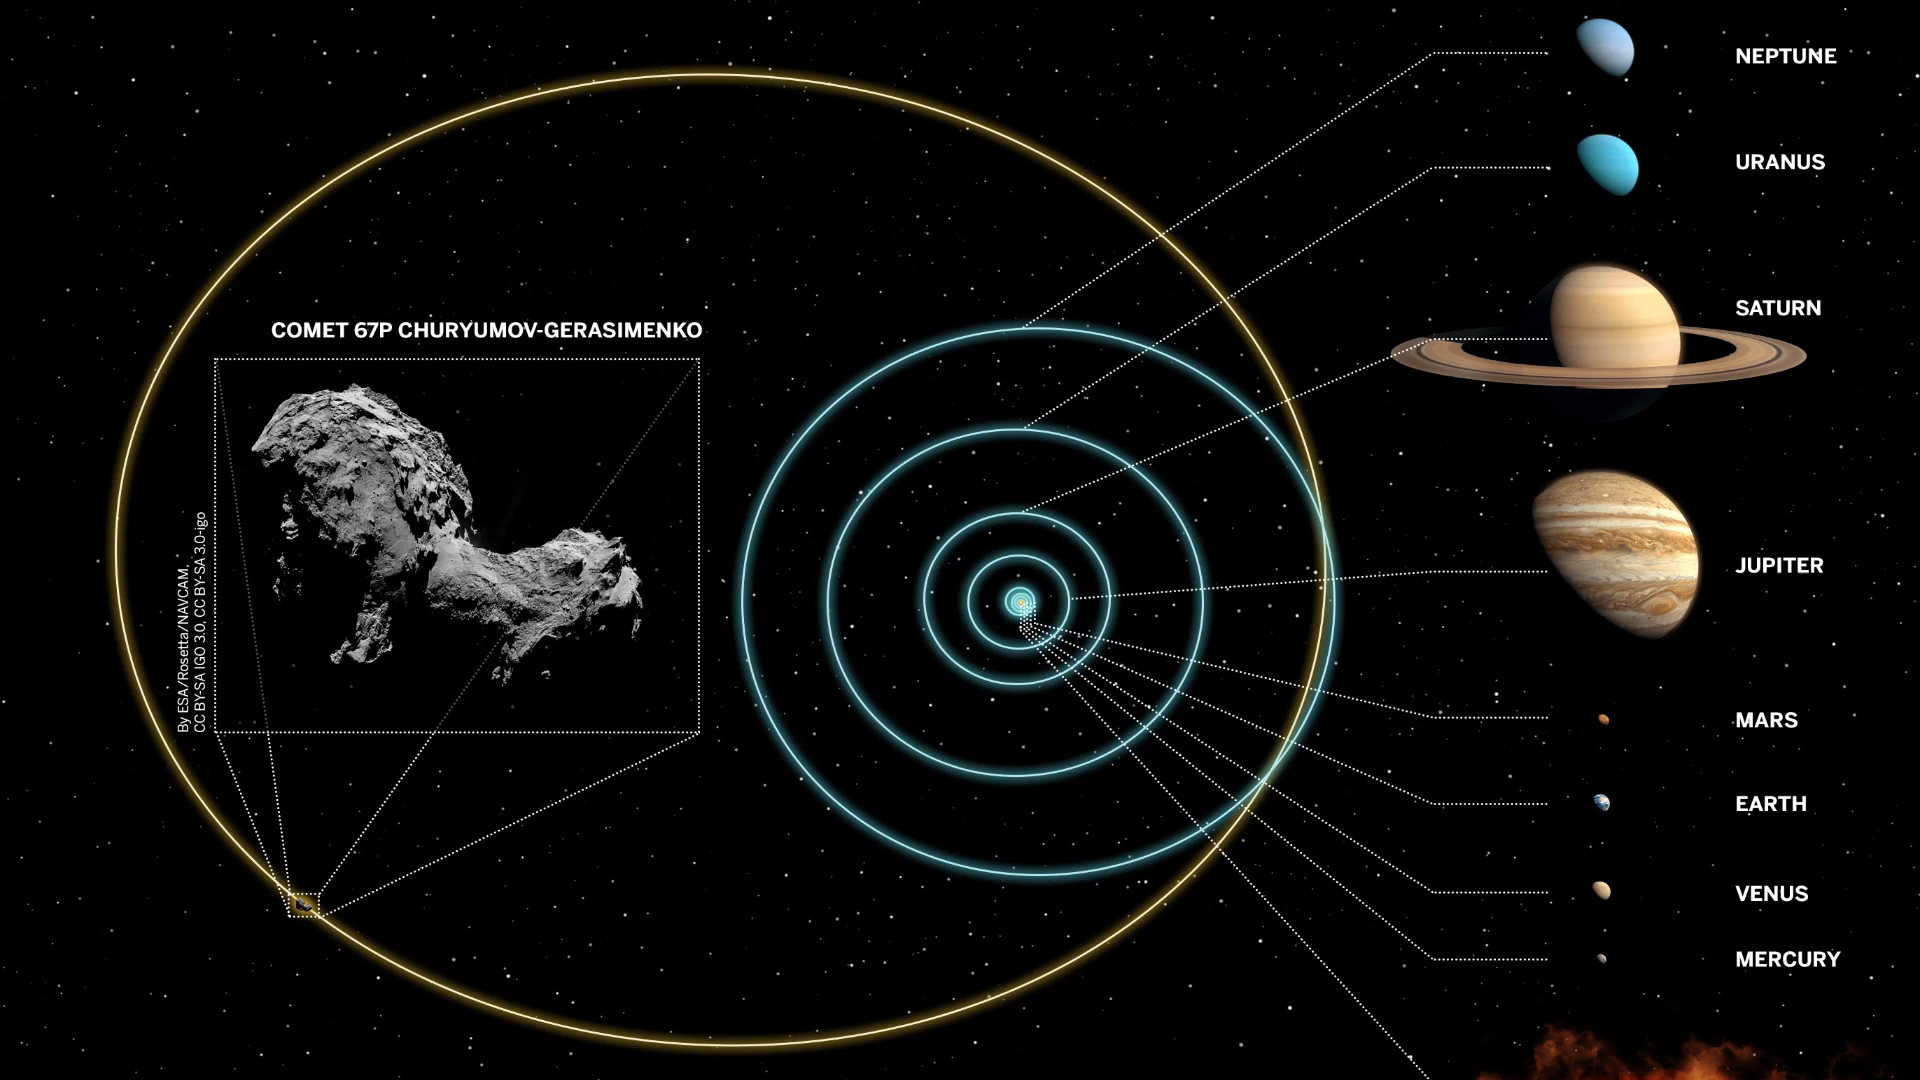 NEPTUNE
URANUS
SATURN
COMET 67P CHURYUMOV-GERASIMENKO
By ESA/Rosetta/NAVCAM,
CC BY-SA IGO 3.0, CC BY-SA 3.0-igo
JUPITER
MARS
EARTH
VENUS
MERCURY